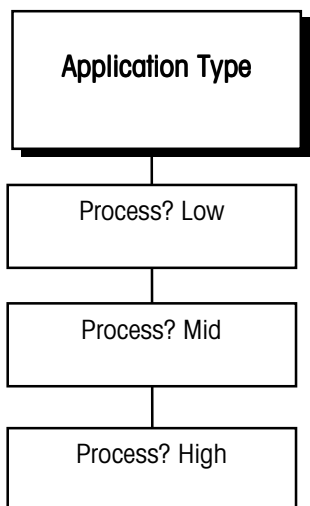 Application Type
Process? Low
Process? Mid
Process? High